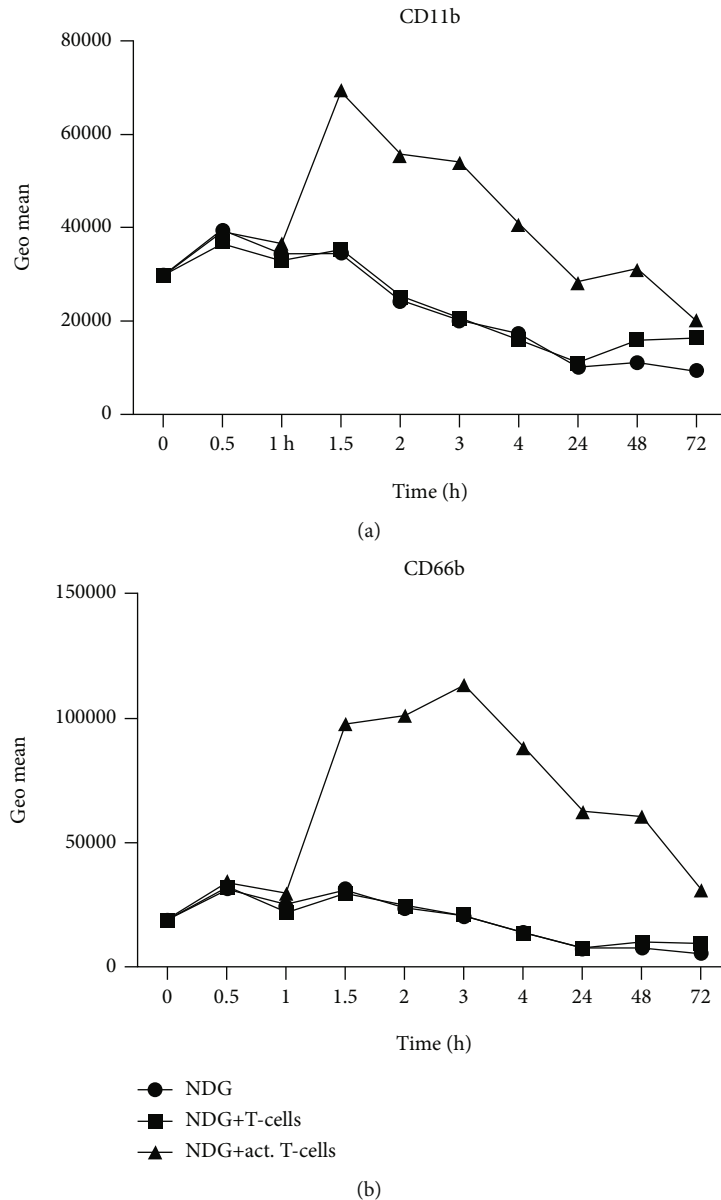 CD11b
80000
60000
40000
20000
0
Geo mean
0 0.5 1 h 1.5 2 3 4 24 48 72
Time (h)
(a)
CD66b
150000
100000
50000
0
Geo mean
0 0.5 1 1.5 2 3 4 24 48 72
Time (h)
NDG
NDG+T-cells
NDG+act. T-cells
(b)